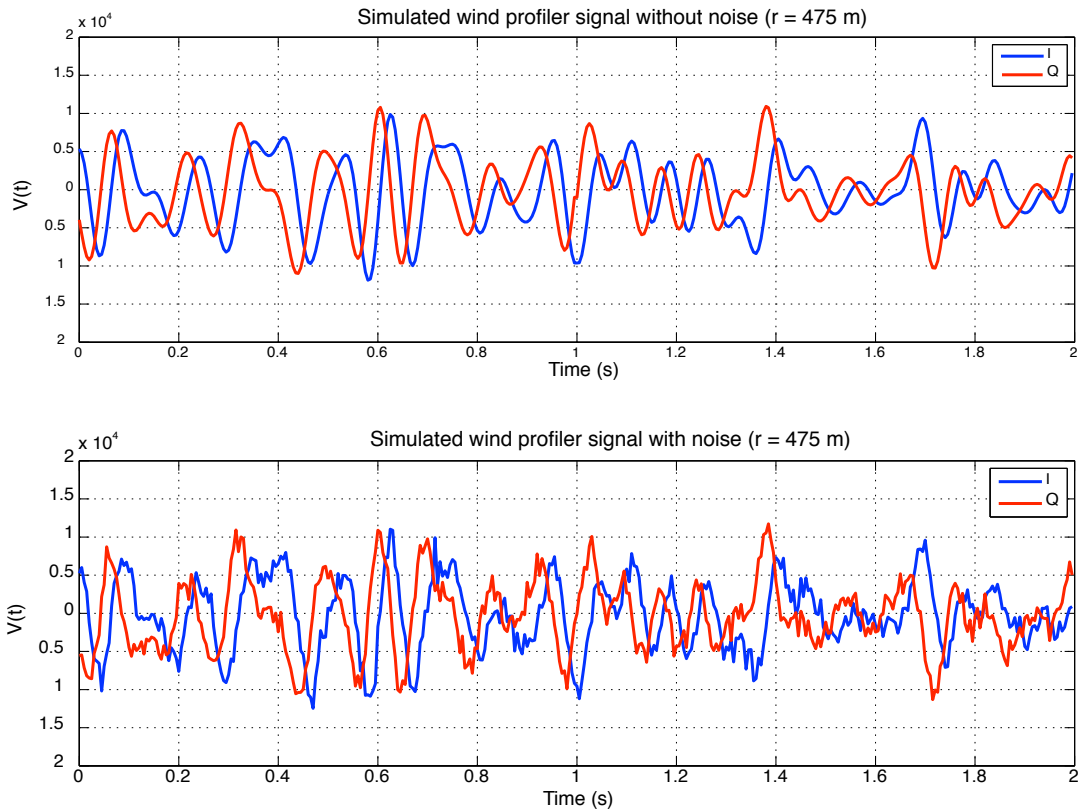 Simulated wind profiler signal without noise (r = 475 m)
x 10^4
2
1.5
1
0.5
0
0.5
1
1.5
2
V(t)
I
Q
0 0.2 0.4 0.6 0.8 1 1.2 1.4 1.6 1.8 2
Time (s)
Simulated wind profiler signal with noise (r = 475 m)
x 10^4
2
1.5
1
0.5
0
0.5
1
1.5
2
V(t)
I
Q
0 0.2 0.4 0.6 0.8 1 1.2 1.4 1.6 1.8 2
Time (s)